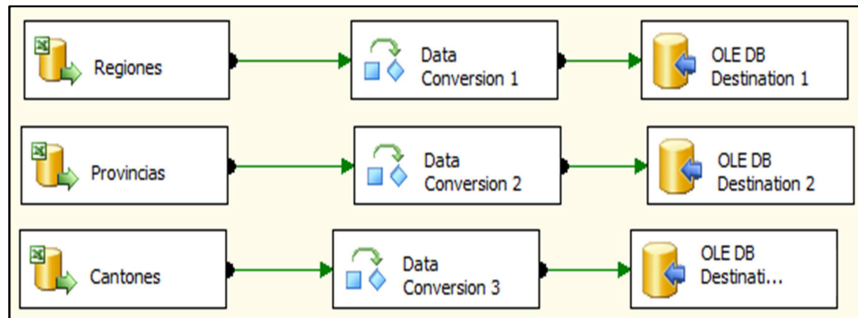 Regiones
Data
Conversion 1
OLE DB
Destination 1
Provincias
Data
Conversion 2
OLE DB
Destination 2
Cantones
Data
Conversion 3
OLE DB
Destinati...